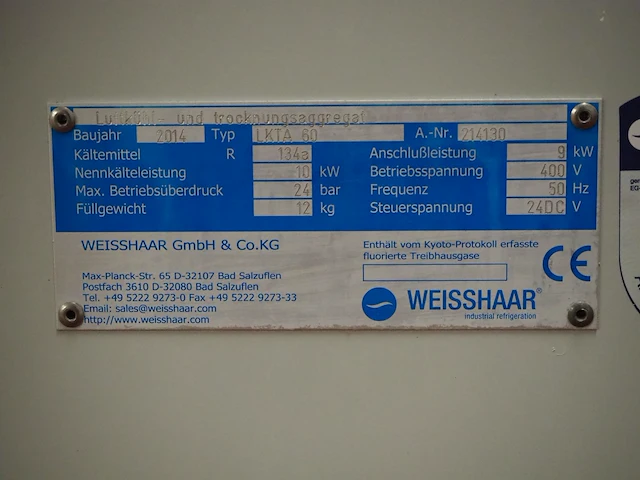 Luftkühl- und trocknungsaggregat
Baujahr 2014 Typ LKTA 60 A.-Nr. 214130
Kältemittel R 134a Anschlußleistung 9 kW
Nennkälteleistung 10 kW Betriebsspannung 400 V
Max. Betriebsüberdruck 24 bar Frequenz 50 Hz
Füllgewicht 12 kg Steuerspannung 24DC V
WEISSHAAR GmbH & Co.KG
Max-Planck-Str. 65 D-32107 Bad Salzuflen
Postfach 3610 D-32080 Bad Salzuflen
Tel. +49 5222 9273-0 Fax +49 5222 9273-33
Email: sales@weisshaar.com
http://www.weisshaar.com
Enthält vom Kyoto-Protokoll erfasste
fluorierte Treibhausgase
CE
WEISSHAAR®
industrial refrigeration